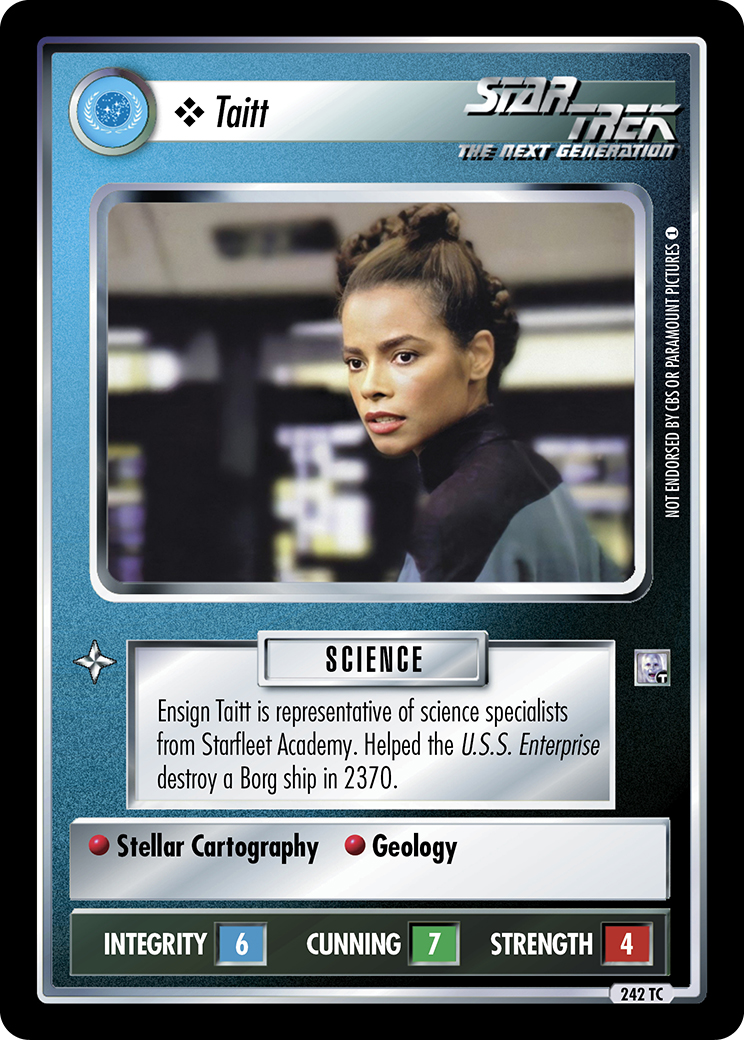 ❖ Taitt
STAR TREK
THE NEXT GENERATION
NOT ENDORSED BY CBS OR PARAMOUNT PICTURES 1
SCIENCE
T
Ensign Taitt is representative of science specialists
from Starfleet Academy. Helped the U.S.S. Enterprise
destroy a Borg ship in 2370.
Stellar Cartography Geology
INTEGRITY 6 CUNNING 7 STRENGTH 4
242 TC